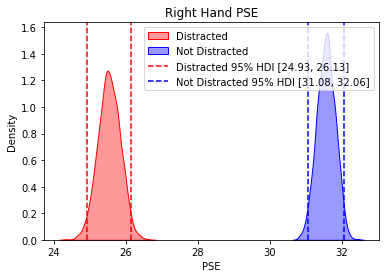 Right Hand PSE
Distracted
Not Distracted
Distracted 95% HDI [24.93, 26.13]
Not Distracted 95% HDI [31.08, 32.06]
1.6
1.4
1.2
1.0
0.8
0.6
0.4
0.2
0.0
Density
24 26 28 30 32
PSE